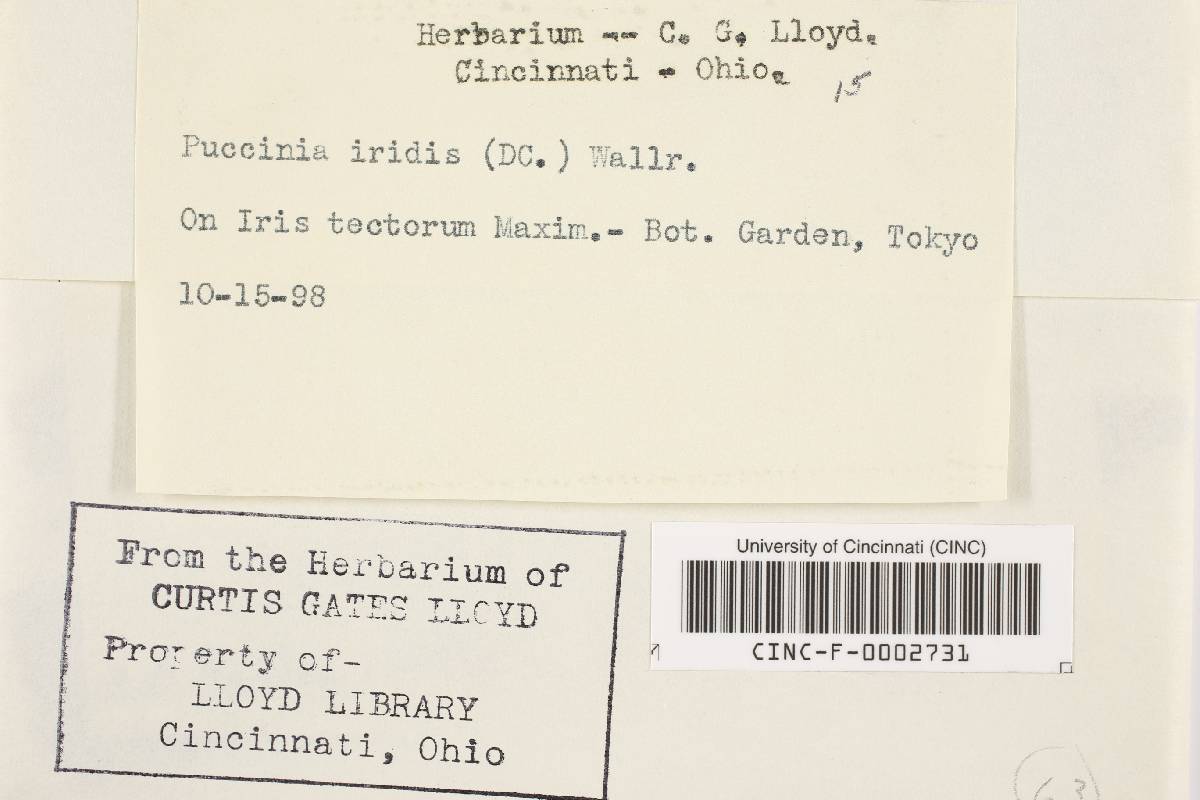 Herbarium -- C. G. Lloyd.
Cincinnati - Ohio.
15
Puccinia iridis (DC.) Wallr.
On Iris tectorum Maxim.- Bot. Garden, Tokyo
10-15-98
From the Herbarium of
CURTIS GATES LLOYD
Property of-
LLOYD LIBRARY
Cincinnati, Ohio
University of Cincinnati (CINC)
CINC-F-0002731